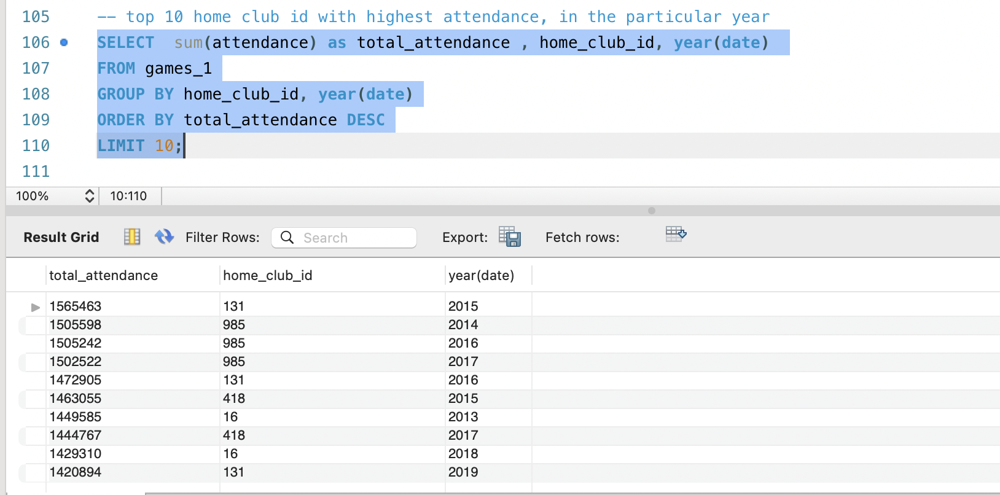 105 -- top 10 home club id with highest attendance, in the particular year
106 SELECT  sum(attendance) as total_attendance , home_club_id, year(date)
107 FROM games_1
108 GROUP BY home_club_id, year(date)
109 ORDER BY total_attendance DESC
110 LIMIT 10;
111
100% 10:110
Result Grid Filter Rows: Search Export: Fetch rows:
total_attendance home_club_id year(date)
1565463 131 2015
1505598 985 2014
1505242 985 2016
1502522 985 2017
1472905 131 2016
1463055 418 2015
1449585 16 2013
1444767 418 2017
1429310 16 2018
1420894 131 2019